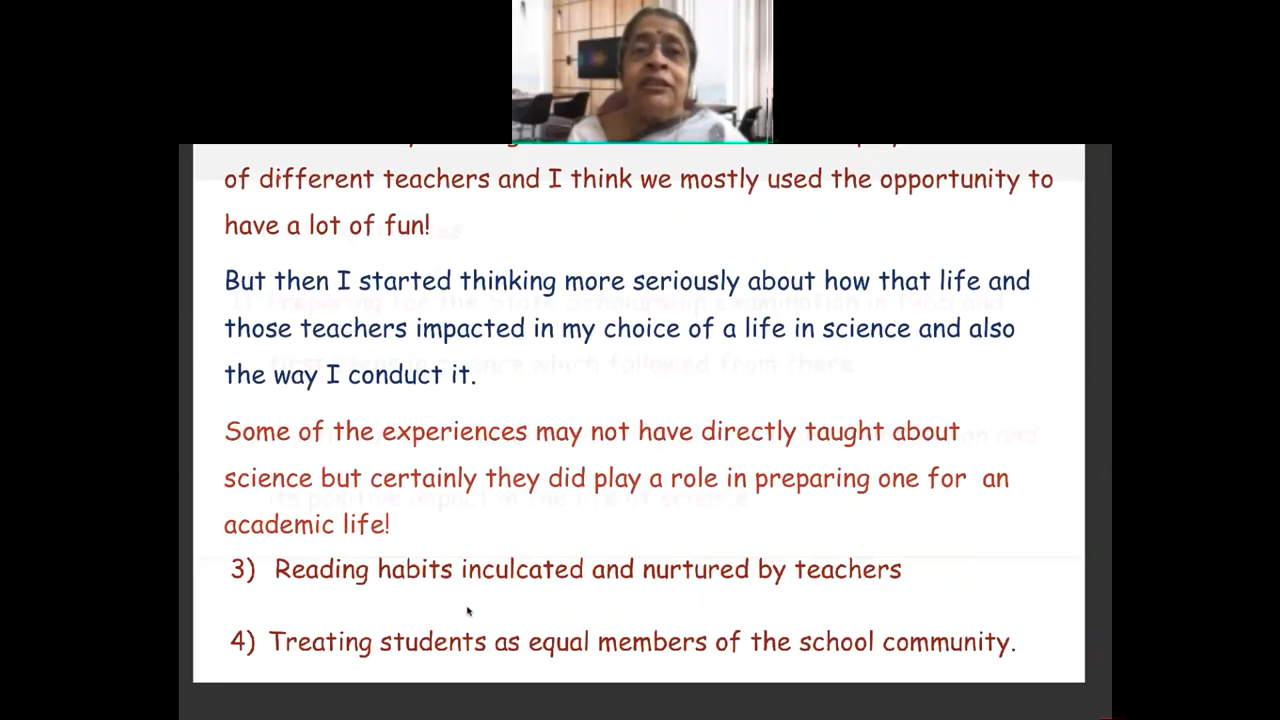 of different teachers and I think we mostly used the opportunity to
have a lot of fun!
But then I started thinking more seriously about how that life and
those teachers impacted in my choice of a life in science and also
the way I conduct it.
Some of the experiences may not have directly taught about
science but certainly they did play a role in preparing one for an
academic life!
3) Reading habits inculcated and nurtured by teachers
4) Treating students as equal members of the school community.